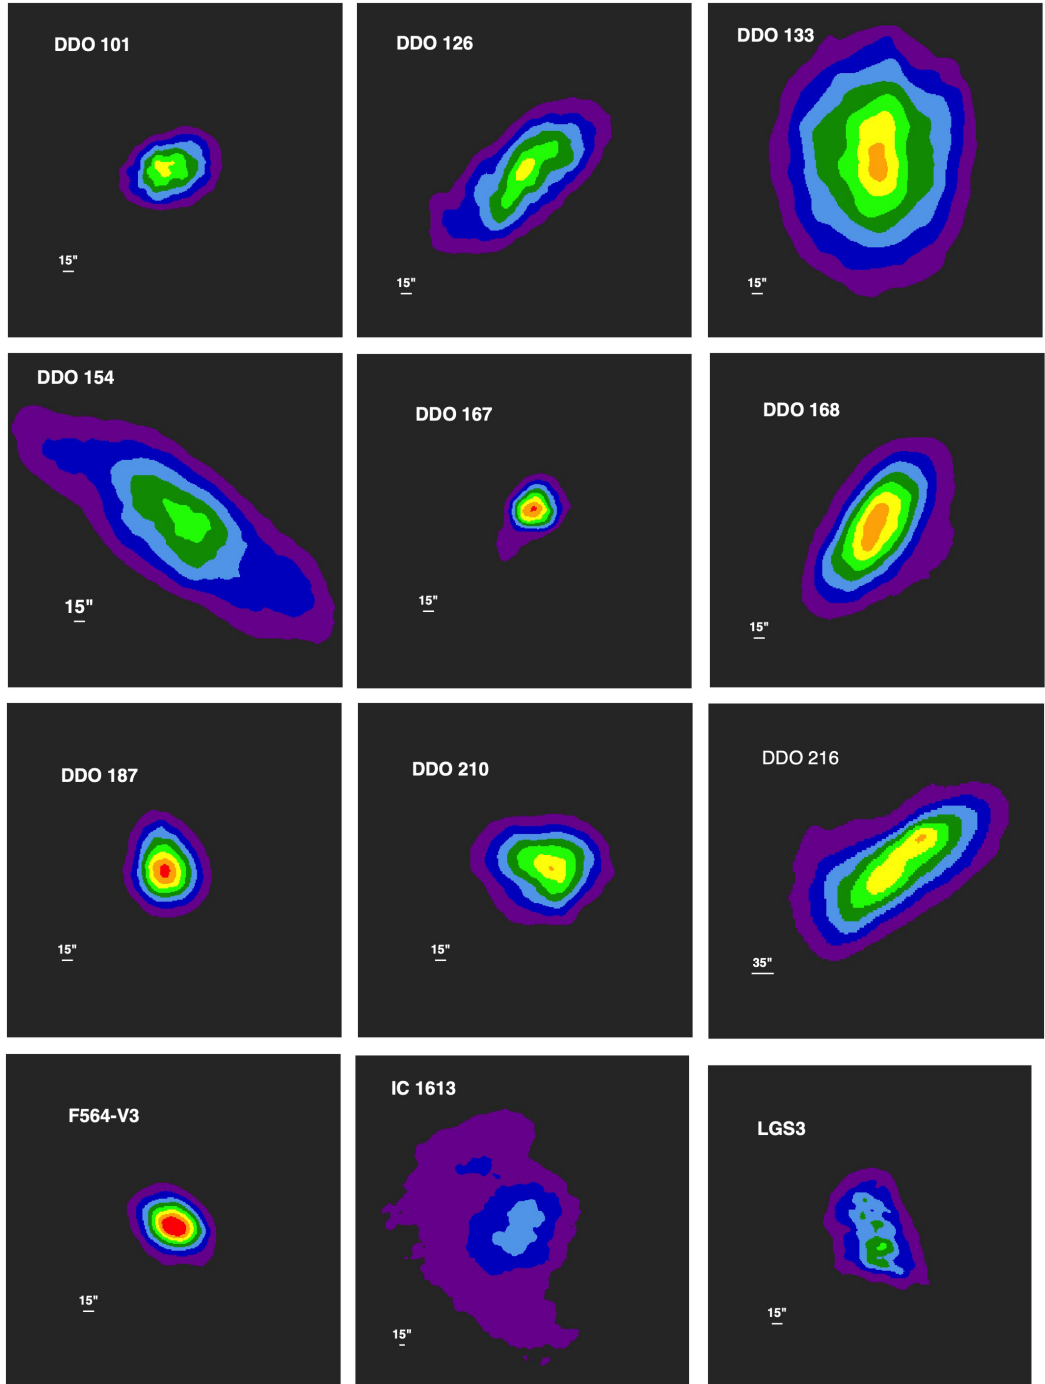 DDO 101
15"
DDO 126
15"
DDO 133
15"
DDO 154
15"
DDO 167
15"
DDO 168
15"
DDO 187
15"
DDO 210
15"
DDO 216
35"
F564-V3
15"
IC 1613
15"
LGS3
15"